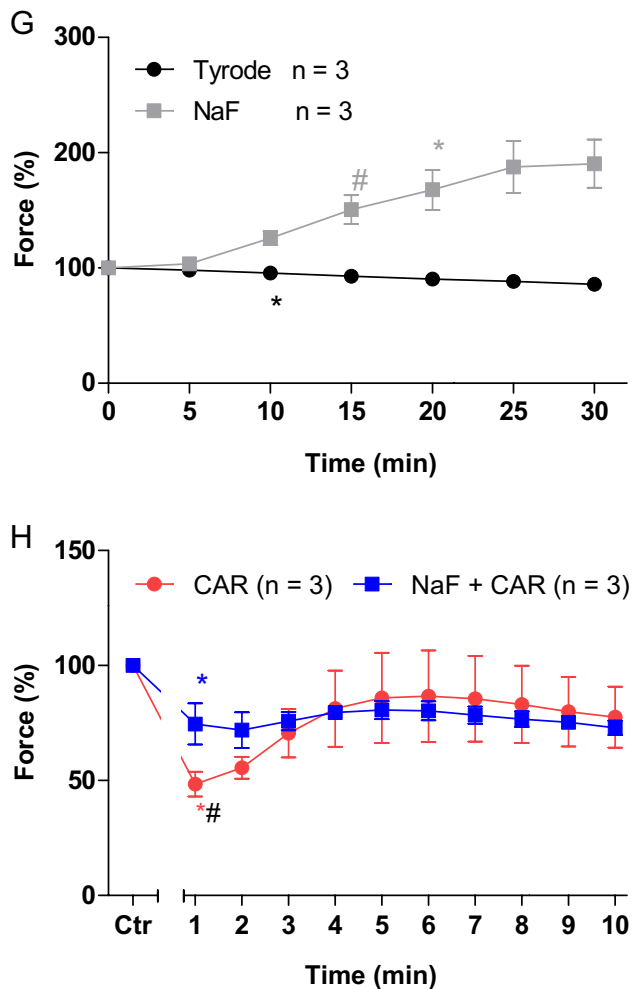 G
300
200
100
0
Force (%)
Tyrode n = 3
NaF n = 3
#
*
*
0 5 10 15 20 25 30
Time (min)
H
150
100
50
0
Force (%)
CAR (n = 3) NaF + CAR (n = 3)
*
*#
Ctr 1 2 3 4 5 6 7 8 9 10
Time (min)